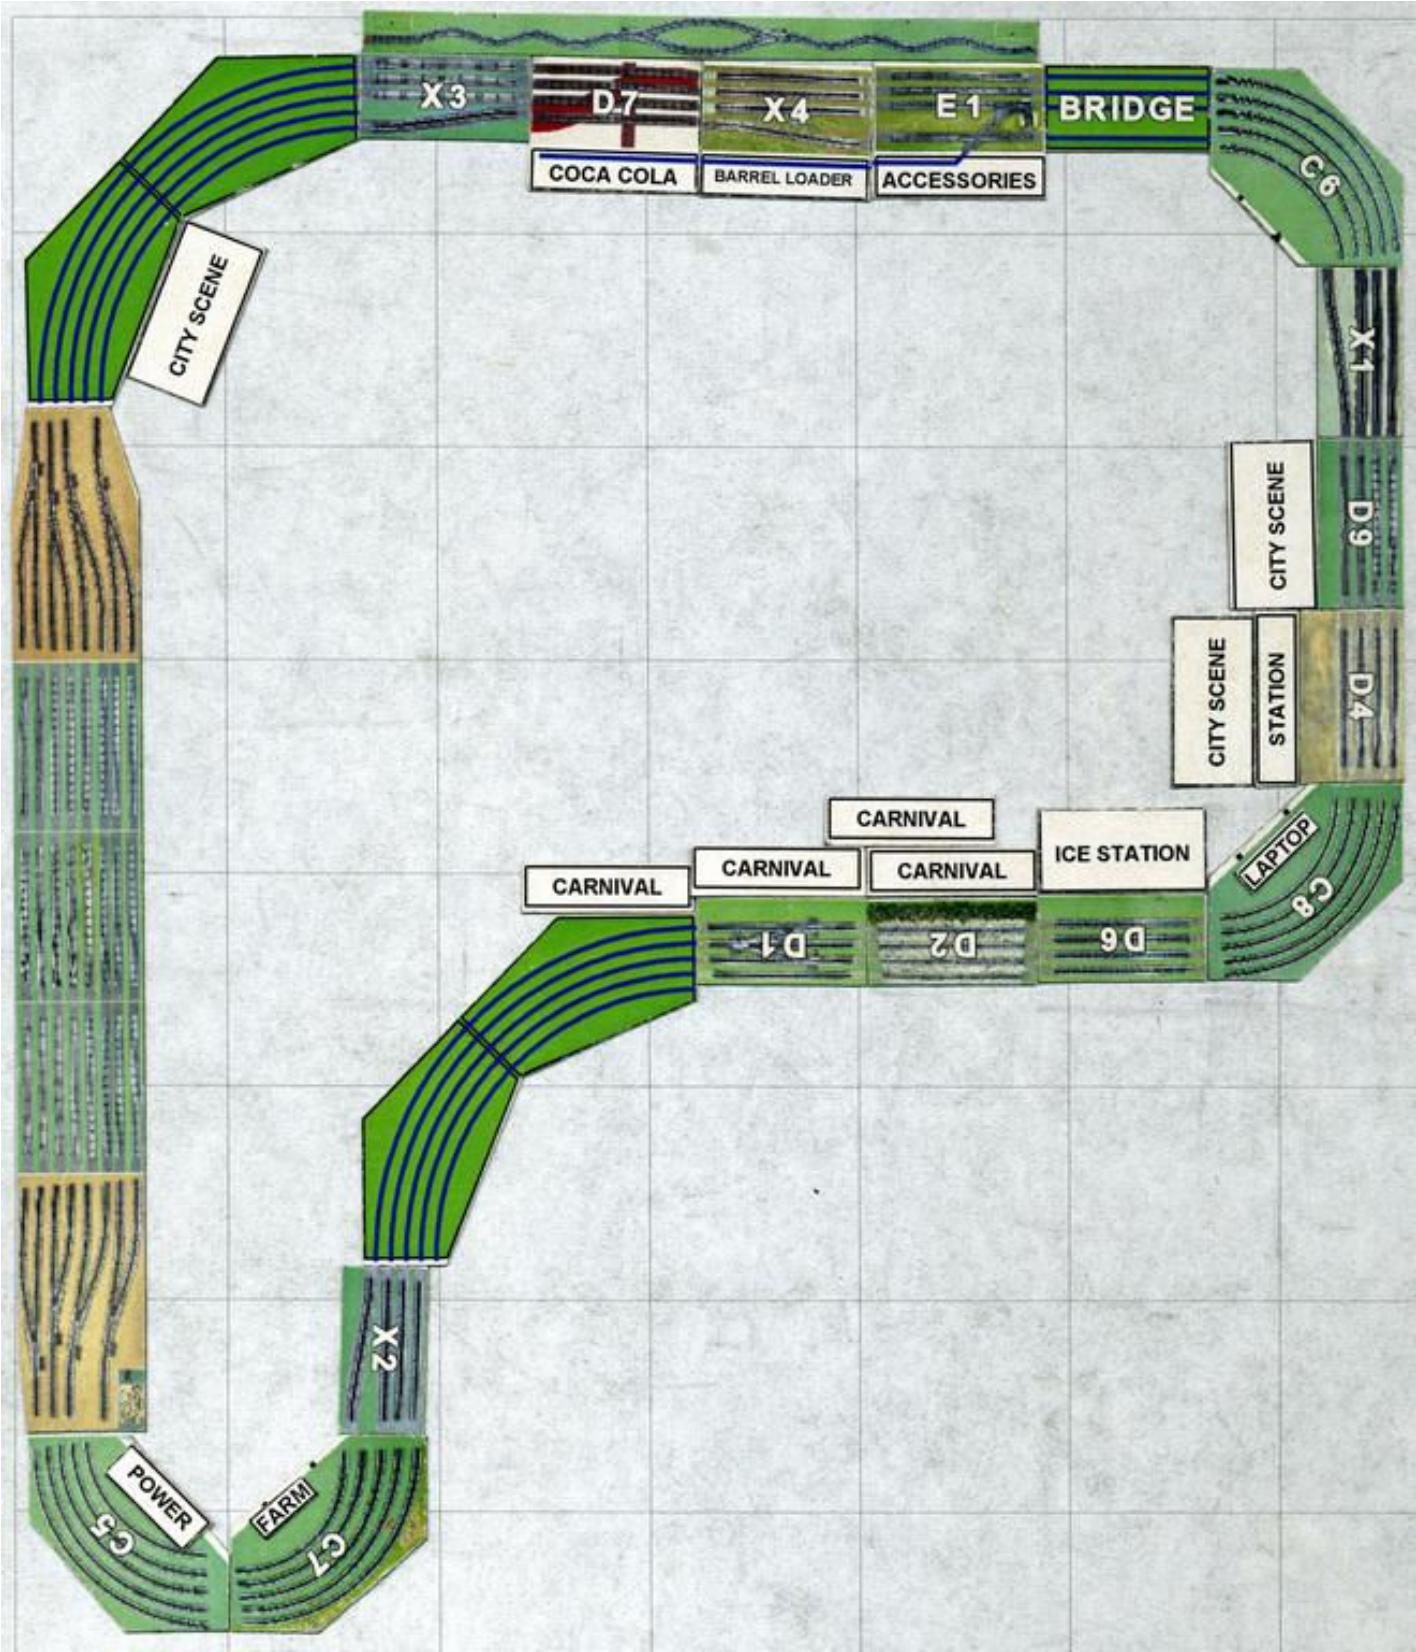 X3
D7
X4
E1
BRIDGE
COCA COLA
BARREL LOADER
ACCESSORIES
C6
CITY SCENE
X1
CITY SCENE
D9
CITY SCENE
STATION
D4
CARNIVAL
CARNIVAL
CARNIVAL
CARNIVAL
ICE STATION
LAPTOP
C8
D1
D2
D6
X2
POWER
FARM
C5
C7